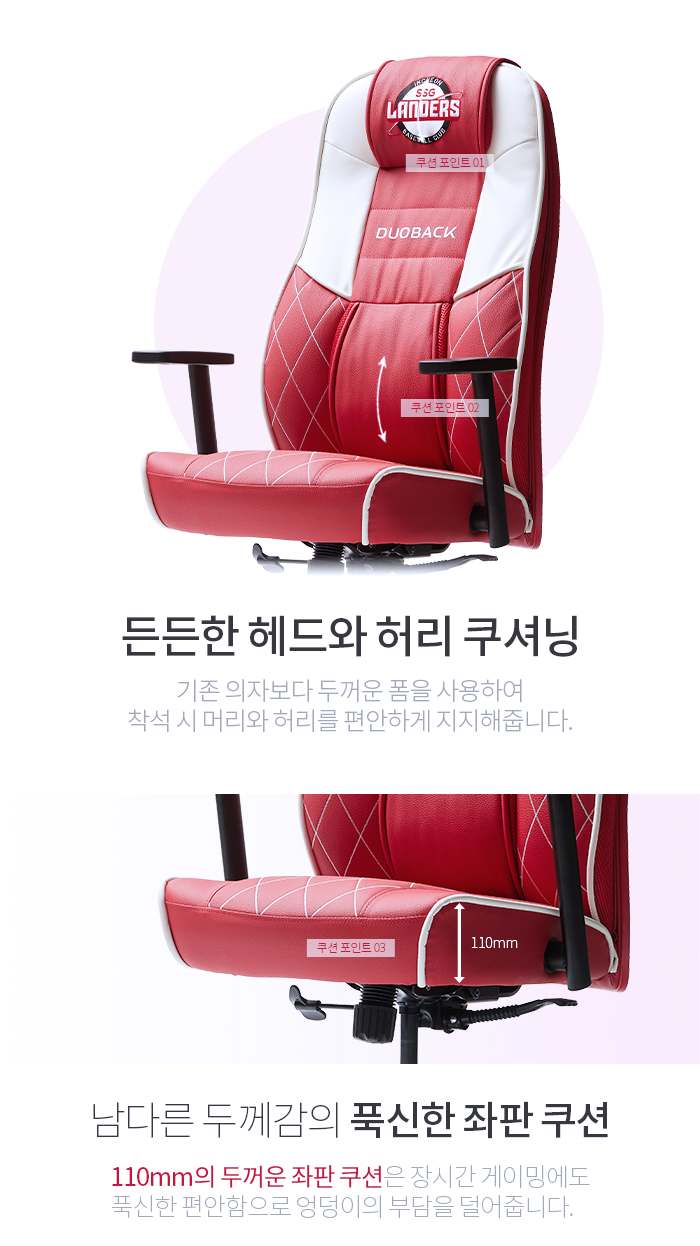 INCHEON
SSG
LANDERS
BASEBALL CLUB
쿠션 포인트 01
DUOBACK
쿠션 포인트 02
든든한 헤드와 허리 쿠셔닝
기존 의자보다 두꺼운 폼을 사용하여
착석 시 머리와 허리를 편안하게 지지해줍니다.
쿠션 포인트 03
110mm
남다른 두께감의 푹신한 좌판 쿠션
110mm의 두꺼운 좌판 쿠션은 장시간 게이밍에도
푹신한 편안함으로 엉덩이의 부담을 덜어줍니다.